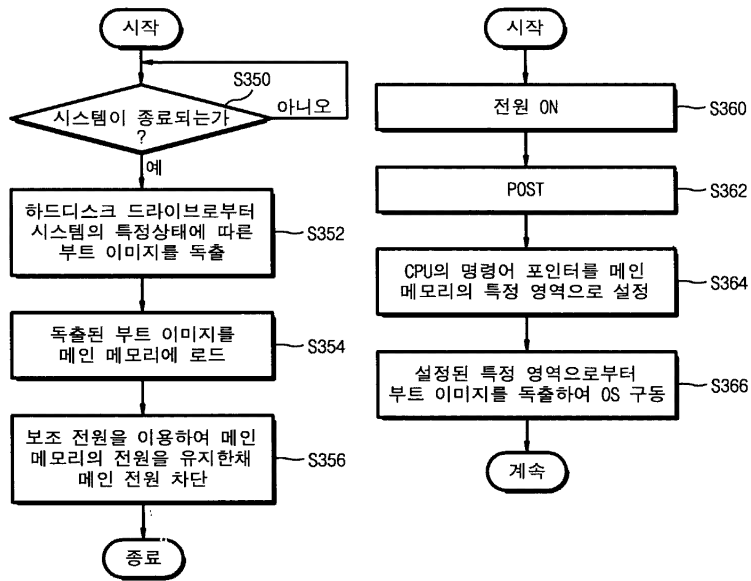 시작
S350
시스템이 종료되는가
?
아니오
예
하드디스크 드라이브로부터
시스템의 특정상태에 따른
부트 이미지를 독출
S352
독출된 부트 이미지를
메인 메모리에 로드
S354
보조 전원을 이용하여 메인
메모리의 전원을 유지한채
메인 전원 차단
S356
종료
시작
전원 ON
S360
POST
S362
CPU의 명령어 포인터를 메인
메모리의 특정 영역으로 설정
S364
설정된 특정 영역으로부터
부트 이미지를 독출하여 OS 구동
S366
계속